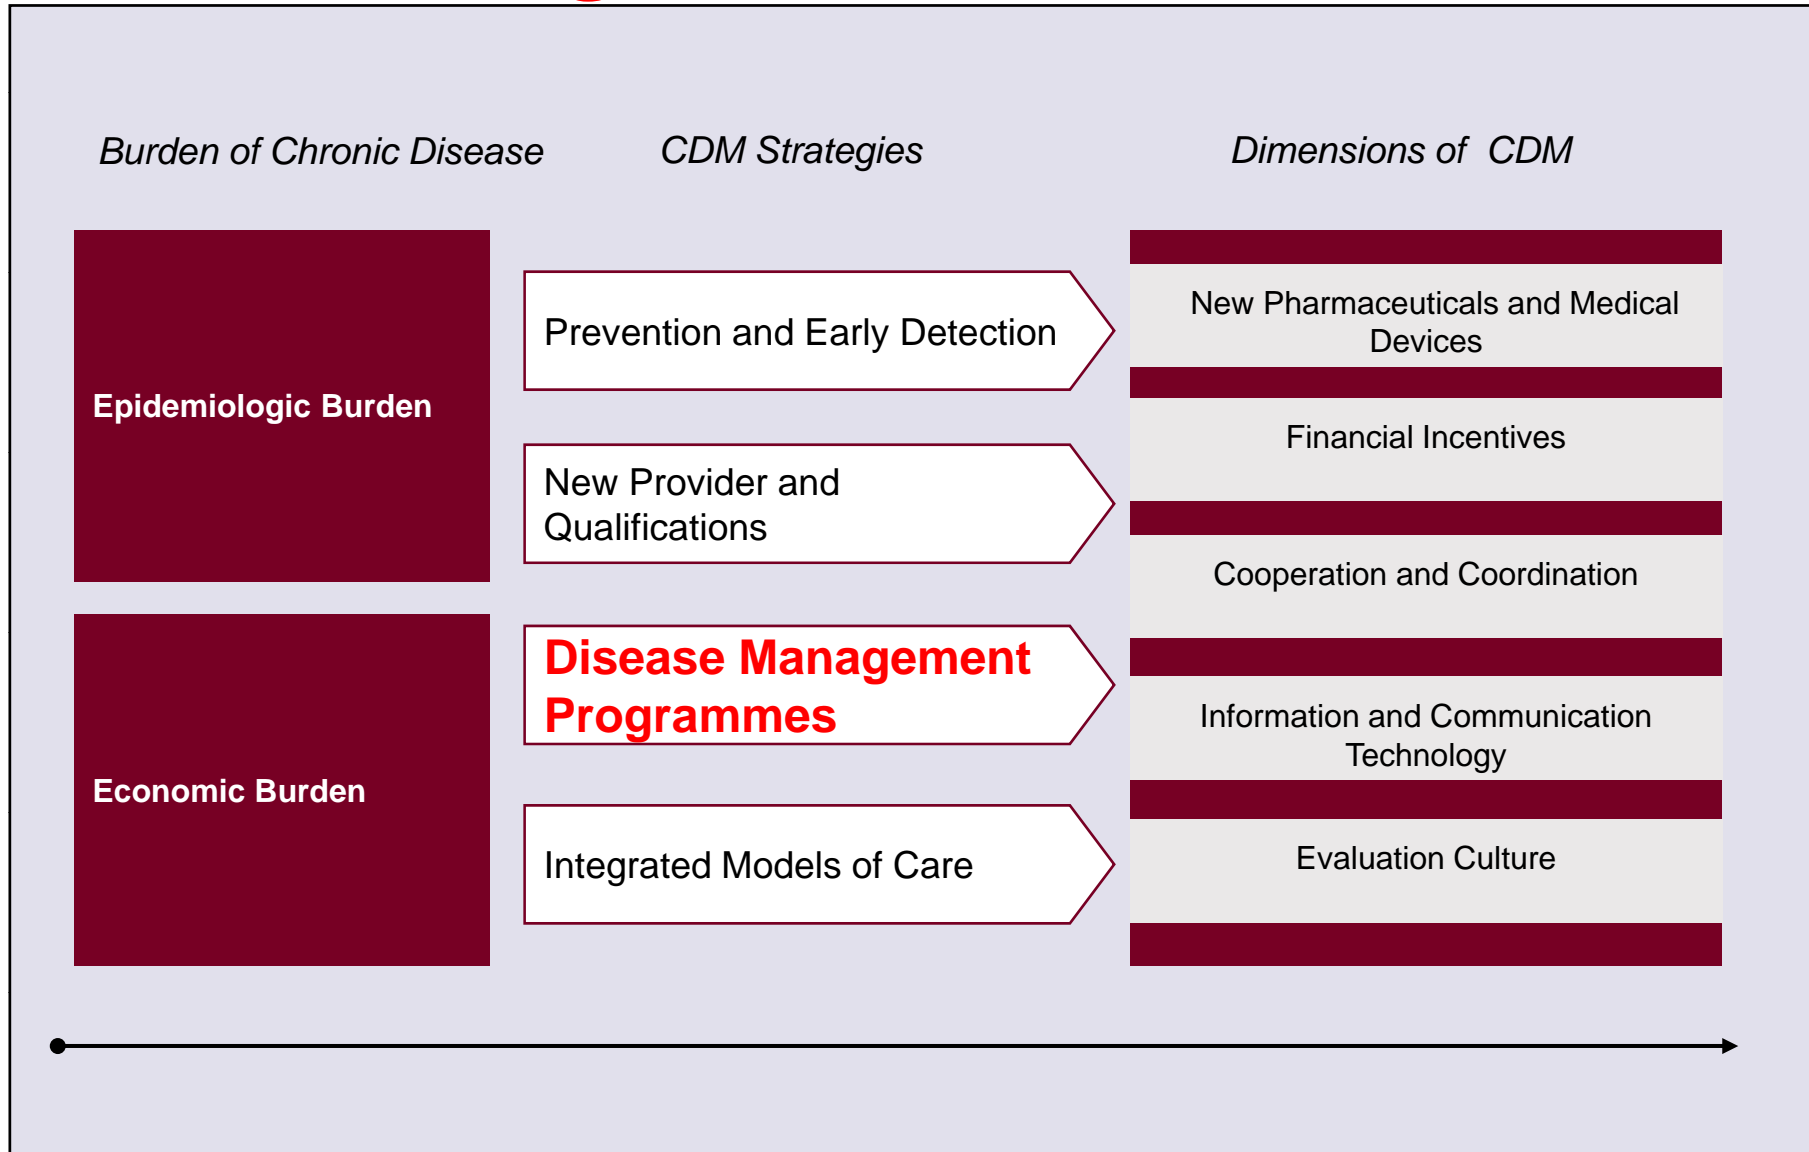 Burden of Chronic Disease
CDM Strategies
Dimensions of CDM
Epidemiologic Burden
Economic Burden
Prevention and Early Detection
New Provider and
Qualifications
Disease Management
Programmes
Integrated Models of Care
New Pharmaceuticals and Medical
Devices
Financial Incentives
Cooperation and Coordination
Information and Communication
Technology
Evaluation Culture